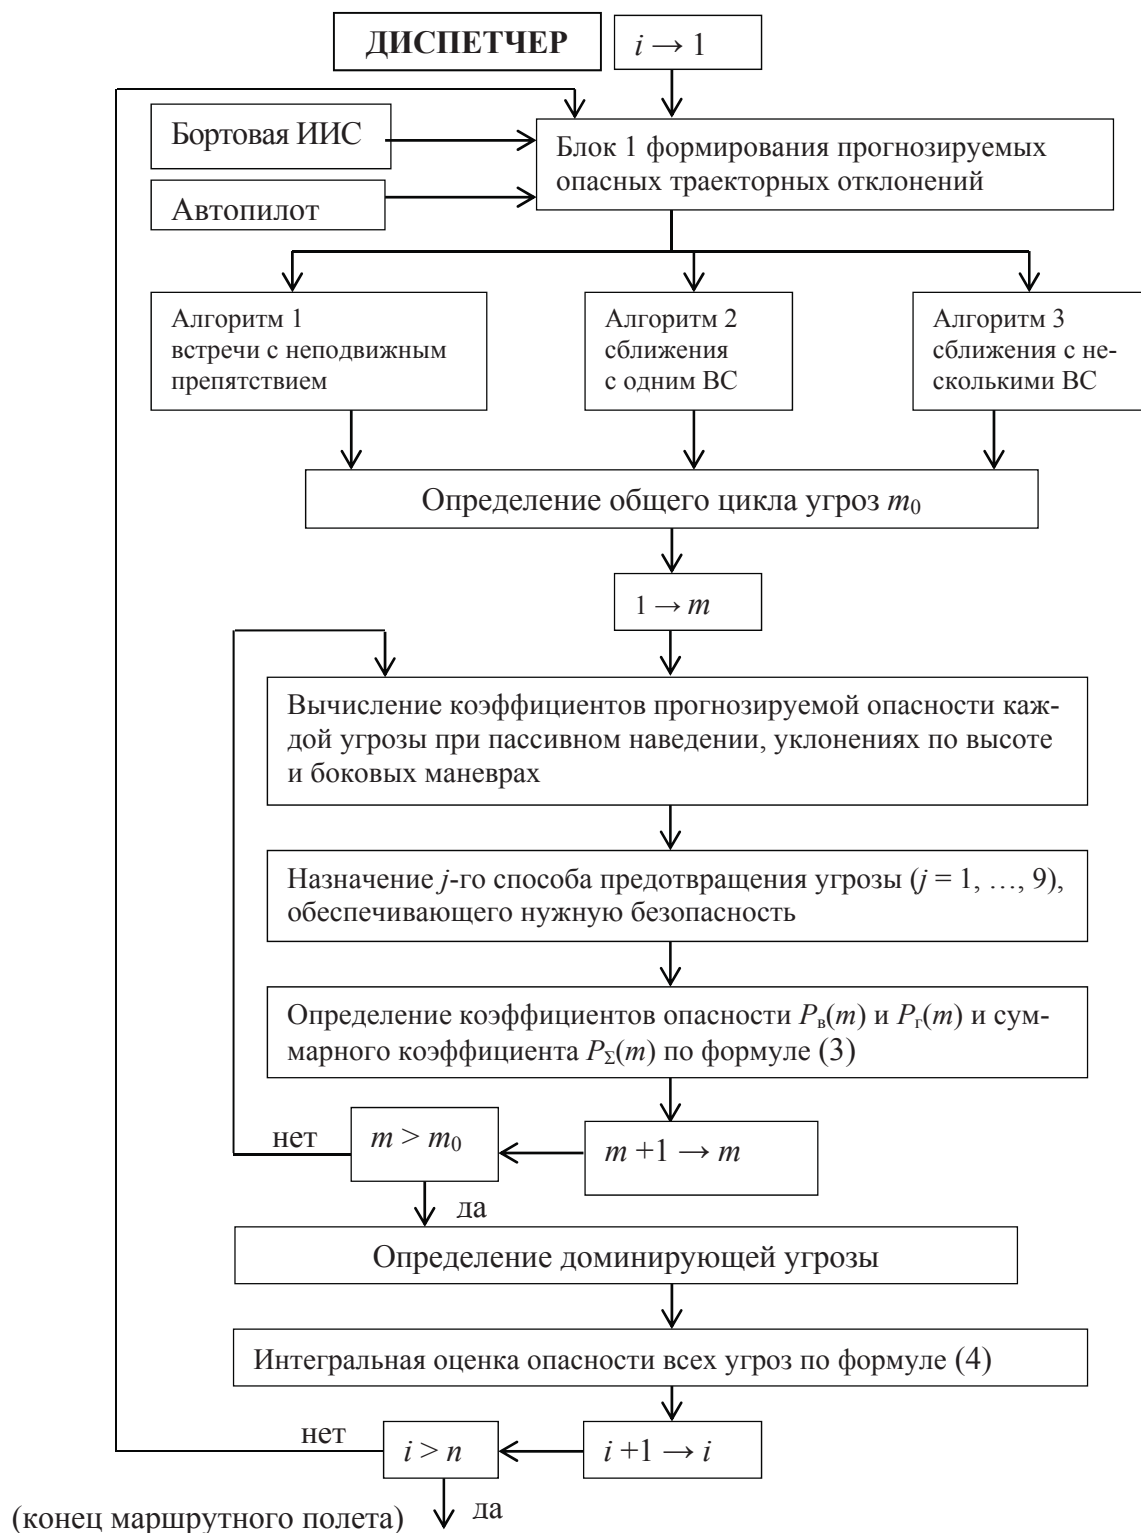 ДИСПЕТЧЕР
i → 1
Бортовая ИИС
Автопилот
Блок 1 формирования прогнозируемых
опасных траекторных отклонений
Алгоритм 1
встречи с неподвижным
препятствием
Алгоритм 2
сближения
с одним ВС
Алгоритм 3
сближения с не-
сколькими ВС
Определение общего цикла угроз m₀
1 → m
Вычисление коэффициентов прогнозируемой опасности каж-
дой угрозы при пассивном наведении, уклонениях по высоте
и боковых маневрах
Назначение j-го способа предотвращения угрозы (j = 1, …, 9),
обеспечивающего нужную безопасность
Определение коэффициентов опасности Pв(m) и Pг(m) и сум-
марного коэффициента PΣ(m) по формуле (3)
нет
m > m₀
m +1 → m
да
Определение доминирующей угрозы
Интегральная оценка опасности всех угроз по формуле (4)
нет
i > n
i +1 → i
да
(конец маршрутного полета)